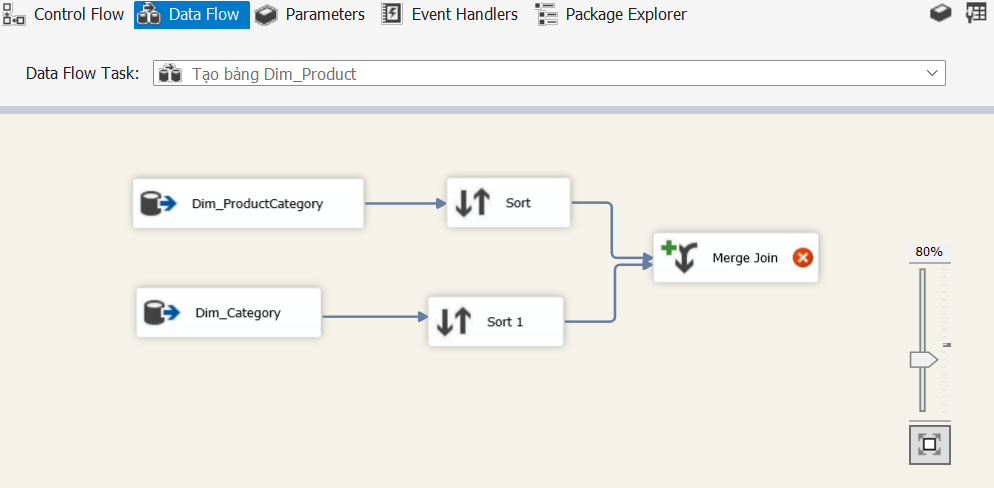 Control Flow Data Flow Parameters Event Handlers Package Explorer
Data Flow Task: Tạo bảng Dim_Product
Dim_ProductCategory
Sort
Merge Join
80%
Dim_Category
Sort 1